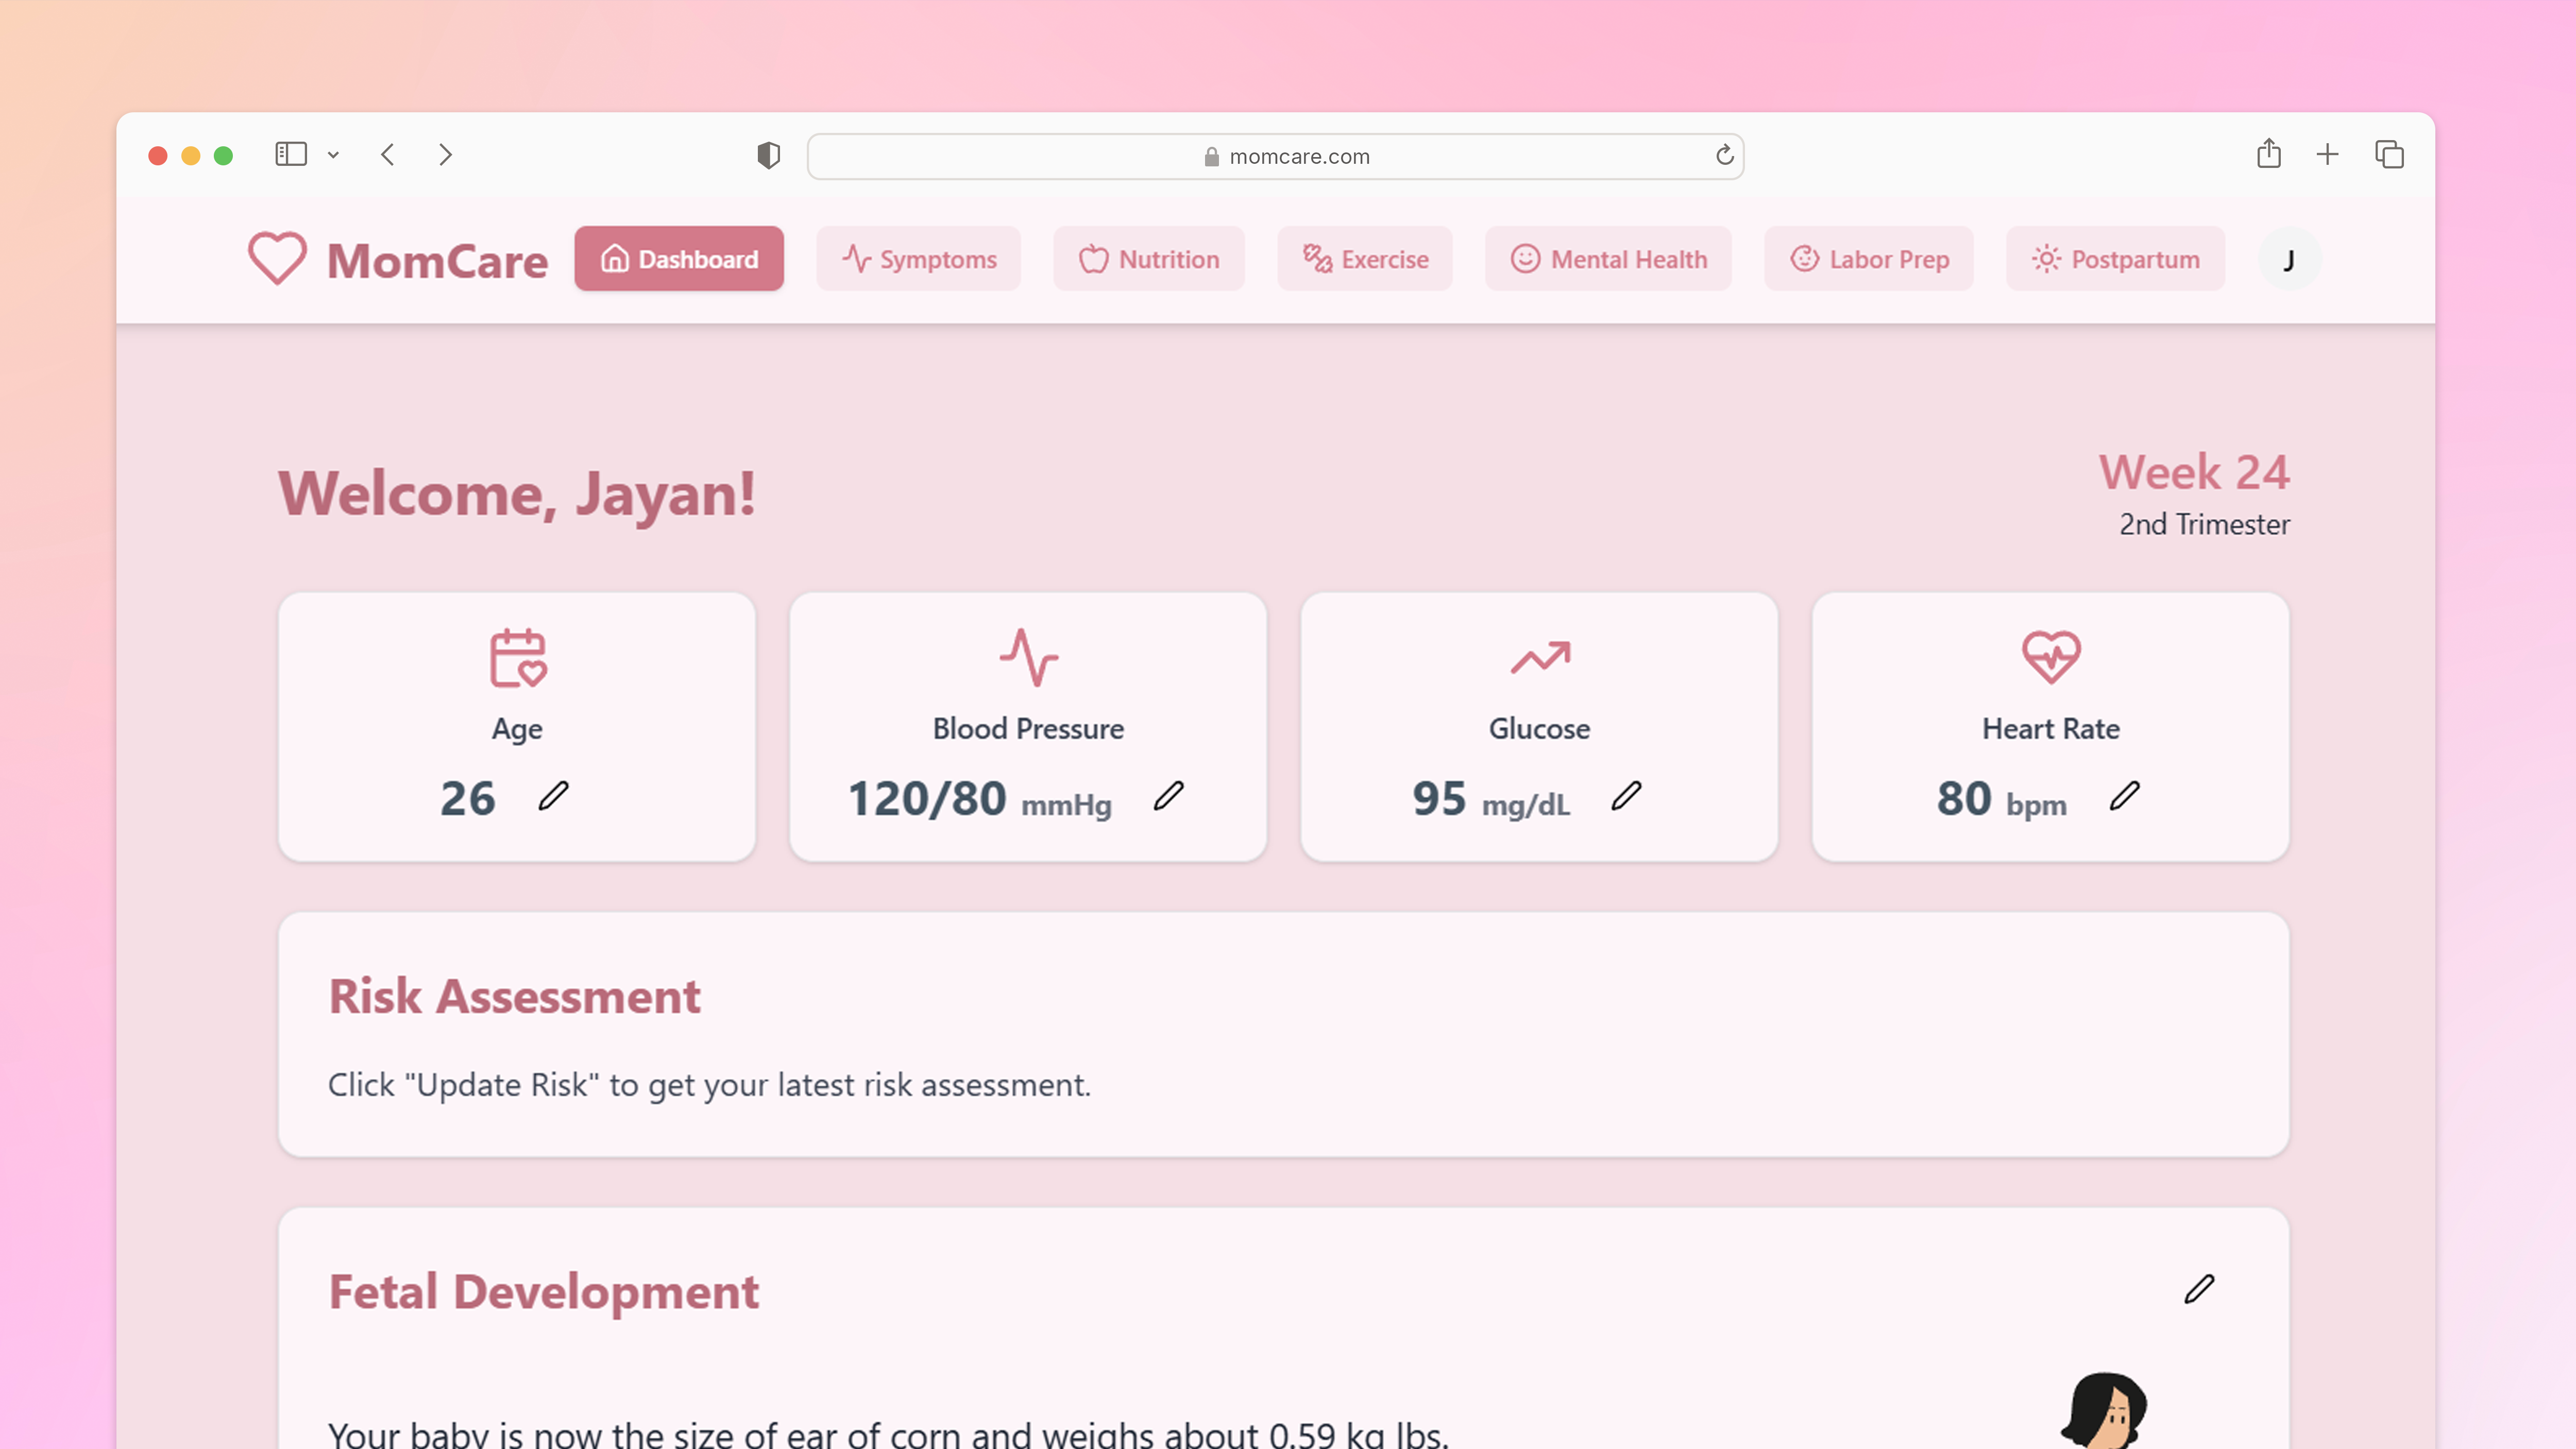 momcare.com
MomCare Dashboard Symptoms Nutrition Exercise Mental Health Labor Prep Postpartum J
Welcome, Jayan!
Week 24
2nd Trimester
Age
26
Blood Pressure
120/80 mmHg
Glucose
95 mg/dL
Heart Rate
80 bpm
Risk Assessment
Click "Update Risk" to get your latest risk assessment.
Fetal Development
Your baby is now the size of ear of corn and weighs about 0.59 kg lbs.